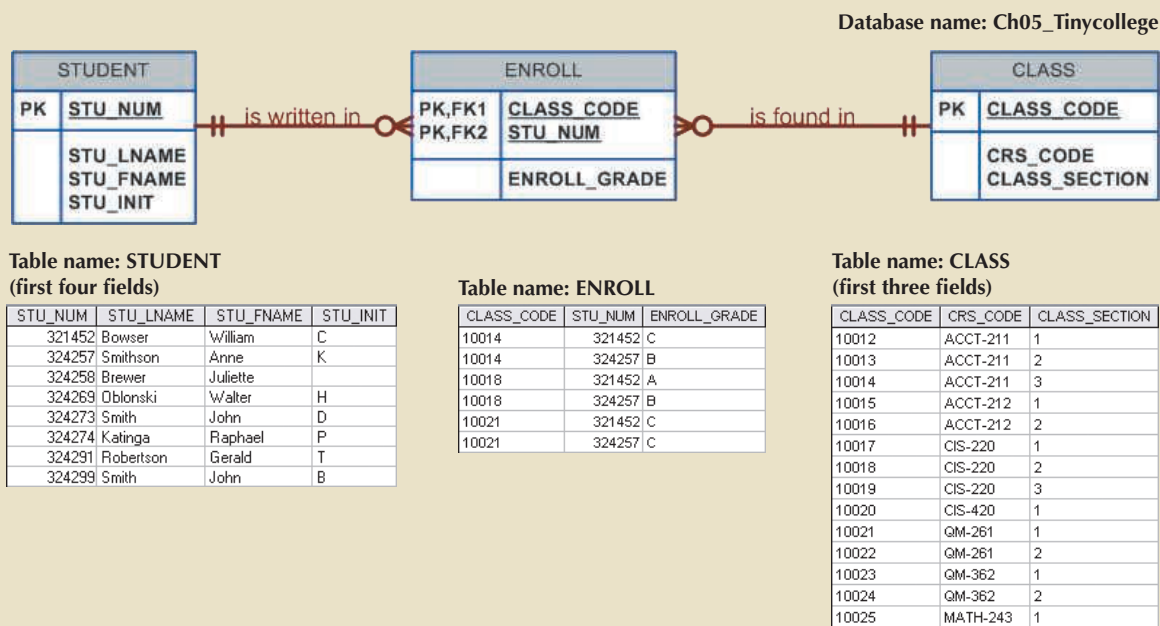 Database name: Ch05_Tinycollege
STUDENT
PK STU_NUM
STU_LNAME
STU_FNAME
STU_INIT
is written in
ENROLL
PK,FK1 CLASS_CODE
PK,FK2 STU_NUM
ENROLL_GRADE
is found in
CLASS
PK CLASS_CODE
CRS_CODE
CLASS_SECTION
Table name: STUDENT
(first four fields)
STU_NUM STU_LNAME STU_FNAME STU_INIT
321452 Bowser William C
324257 Smithson Anne K
324258 Brewer Juliette
324269 Oblonski Walter H
324273 Smith John D
324274 Katinga Raphael P
324291 Robertson Gerald T
324299 Smith John B
Table name: ENROLL
CLASS_CODE STU_NUM ENROLL_GRADE
10014 321452 C
10014 324257 B
10018 321452 A
10018 324257 B
10021 321452 C
10021 324257 C
Table name: CLASS
(first three fields)
CLASS_CODE CRS_CODE CLASS_SECTION
10012 ACCT-211 1
10013 ACCT-211 2
10014 ACCT-211 3
10015 ACCT-212 1
10016 ACCT-212 2
10017 CIS-220 1
10018 CIS-220 2
10019 CIS-220 3
10020 CIS-420 1
10021 QM-261 1
10022 QM-261 2
10023 QM-362 1
10024 QM-362 2
10025 MATH-243 1